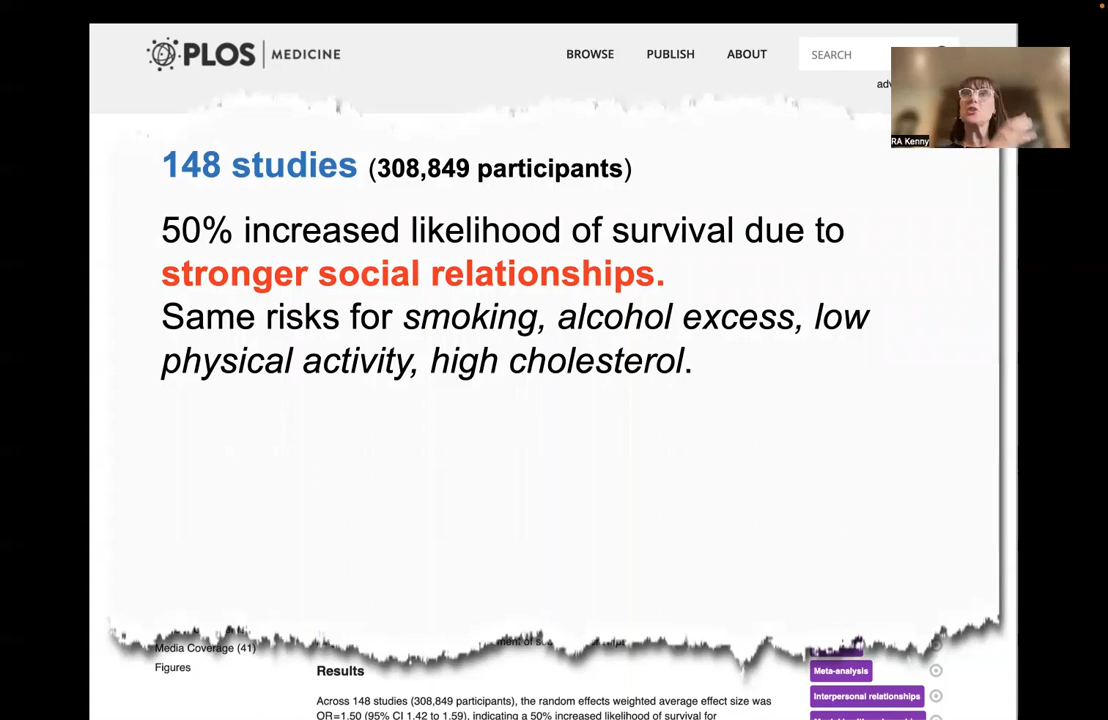 PLOS MEDICINE
BROWSE PUBLISH ABOUT SEARCH
RA Kenny
148 studies (308,849 participants)
50% increased likelihood of survival due to
stronger social relationships.
Same risks for smoking, alcohol excess, low
physical activity, high cholesterol.
Media Coverage (41)
Figures
Results
Across 148 studies (308,849 participants), the random effects weighted average effect size was
OR=1.50 (95% CI 1.42 to 1.59), indicating a 50% increased likelihood of survival for
Meta-analysis
Interpersonal relationships